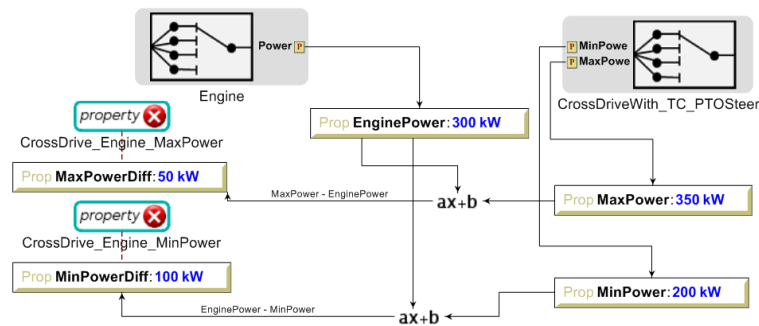 Power P
Engine
P MinPowe
P MaxPowe
CrossDriveWith_TC_PTOSteer
property
CrossDrive_Engine_MaxPower
Prop EnginePower: 300 kW
Prop MaxPowerDiff: 50 kW
MaxPower - EnginePower
ax+b
Prop MaxPower: 350 kW
property
CrossDrive_Engine_MinPower
Prop MinPowerDiff: 100 kW
EnginePower - MinPower
ax+b
Prop MinPower: 200 kW